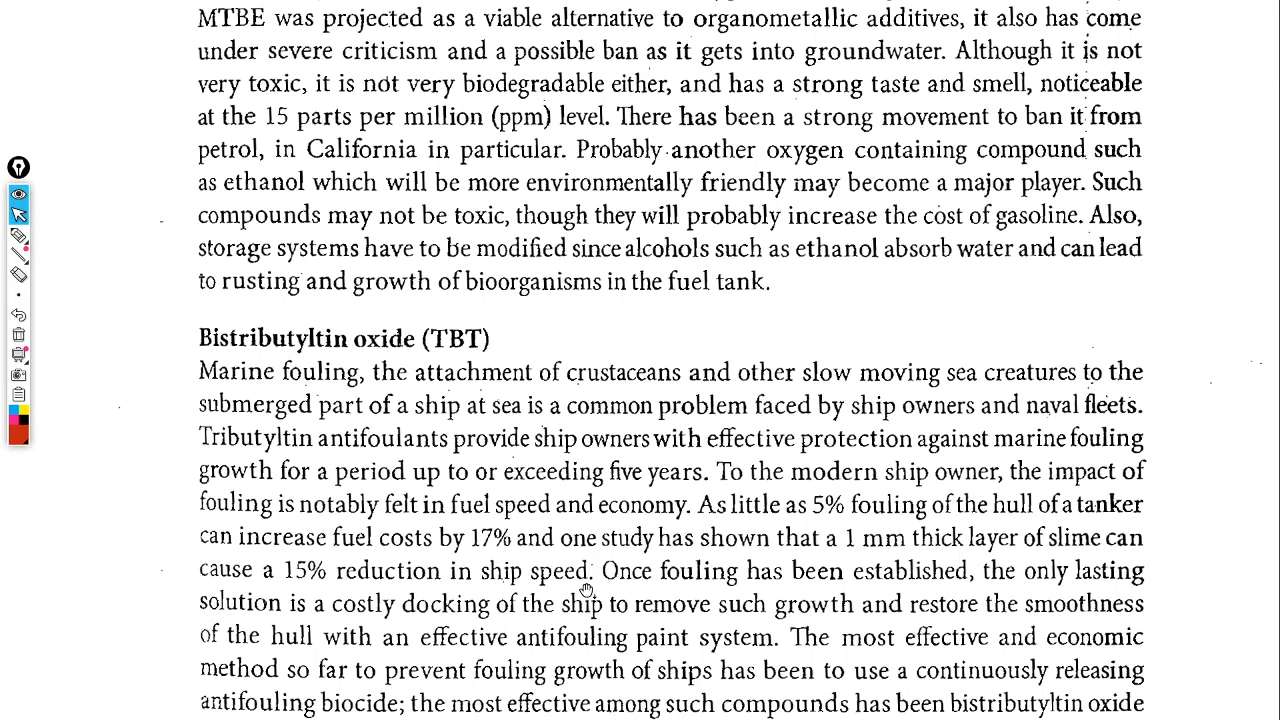 MTBE was projected as a viable alternative to organometallic additives, it also has come
under severe criticism and a possible ban as it gets into groundwater. Although it is not
very toxic, it is not very biodegradable either, and has a strong taste and smell, noticeable
at the 15 parts per million (ppm) level. There has been a strong movement to ban it from
petrol, in California in particular. Probably another oxygen containing compound such
as ethanol which will be more environmentally friendly may become a major player. Such
compounds may not be toxic, though they will probably increase the cost of gasoline. Also,
storage systems have to be modified since alcohols such as ethanol absorb water and can lead
to rusting and growth of bioorganisms in the fuel tank.
Bistributyltin oxide (TBT)
Marine fouling, the attachment of crustaceans and other slow moving sea creatures to the
submerged part of a ship at sea is a common problem faced by ship owners and naval fleets.
Tributyltin antifoulants provide ship owners with effective protection against marine fouling
growth for a period up to or exceeding five years. To the modern ship owner, the impact of
fouling is notably felt in fuel speed and economy. As little as 5% fouling of the hull of a tanker
can increase fuel costs by 17% and one study has shown that a 1 mm thick layer of slime can
cause a 15% reduction in ship speed. Once fouling has been established, the only lasting
solution is a costly docking of the ship to remove such growth and restore the smoothness
of the hull with an effective antifouling paint system. The most effective and economic
method so far to prevent fouling growth of ships has been to use a continuously releasing
antifouling biocide; the most effective among such compounds has been bistributyltin oxide